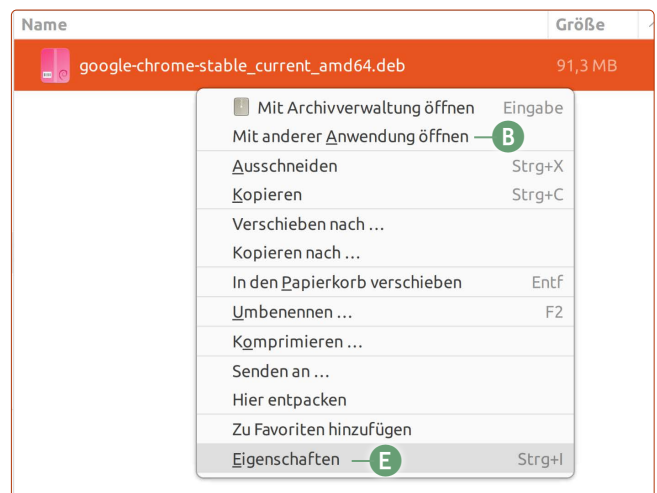 Name Größe
google-chrome-stable_current_amd64.deb 91,3 MB
Mit Archivverwaltung öffnen Eingabe
Mit anderer Anwendung öffnen B
Ausschneiden Strg+X
Kopieren Strg+C
Verschieben nach ...
Kopieren nach ...
In den Papierkorb verschieben Entf
Umbenennen ... F2
Komprimieren ...
Senden an ...
Hier entpacken
Zu Favoriten hinzufügen
Eigenschaften E Strg+I